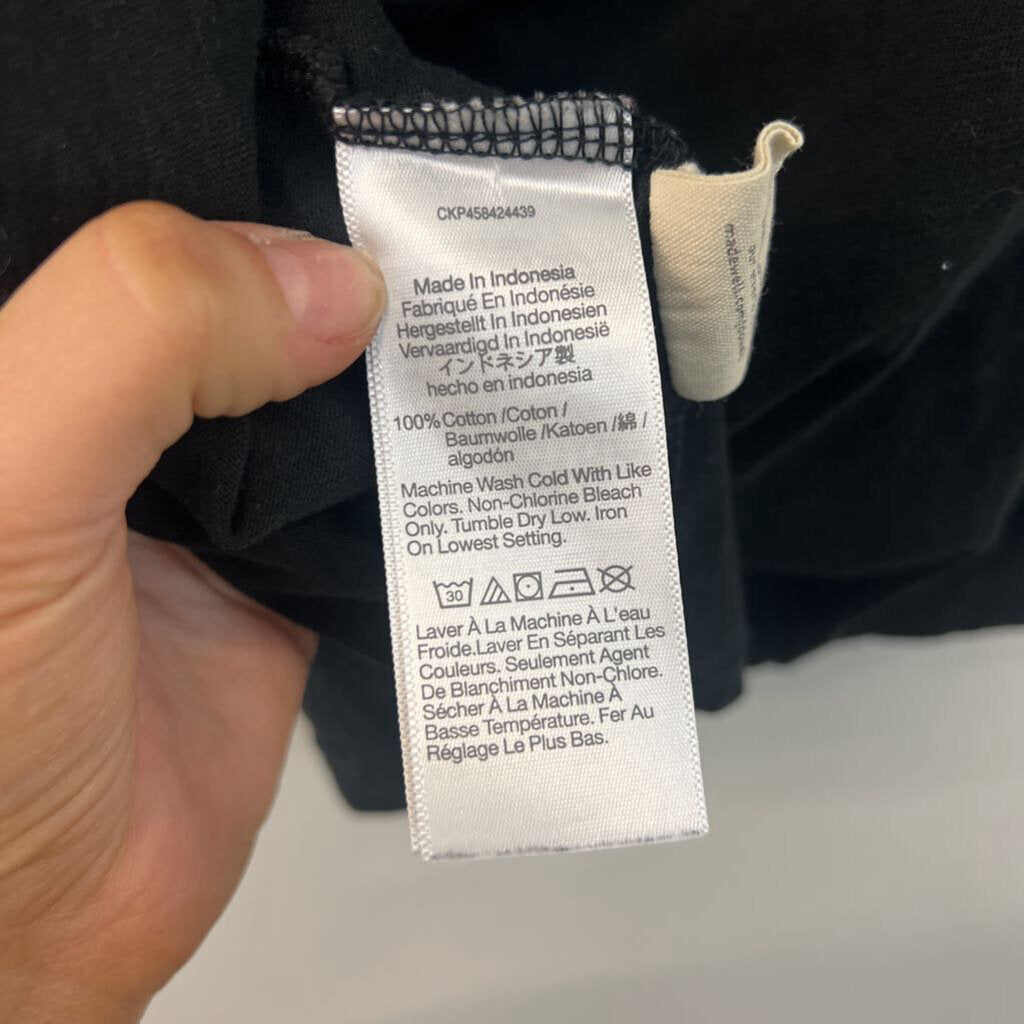 CKP458424439
Made In Indonesia
Fabriqué En Indonésie
Hergestellt In Indonesien
Vervaardigd In Indonesië
インドネシア製
hecho en indonesia
100% Cotton /Coton /
Baumwolle /Katoen /綿 /
algodón
Machine Wash Cold With Like
Colors. Non-Chlorine Bleach
Only. Tumble Dry Low. Iron
On Lowest Setting.
30
Laver À La Machine À L'eau
Froide.Laver En Séparant Les
Couleurs. Seulement Agent
De Blanchiment Non-Chlore.
Sécher À La Machine À
Basse Température. Fer Au
Réglage Le Plus Bas.